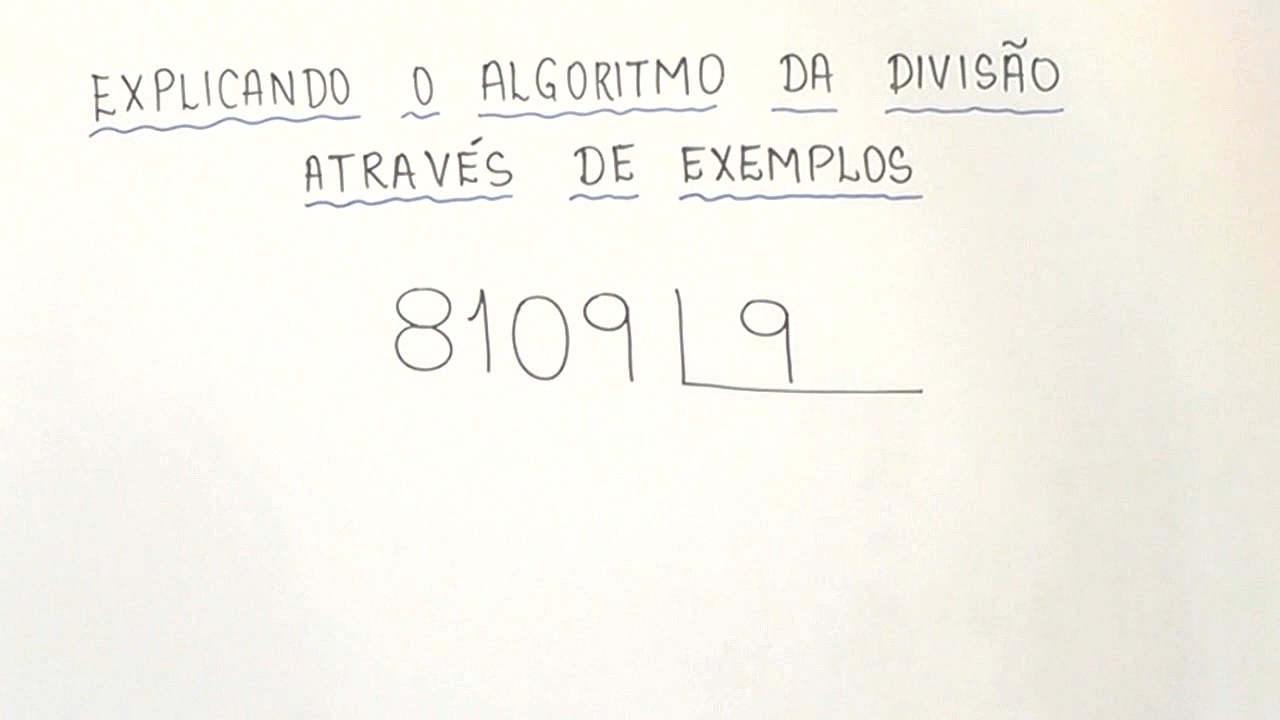 EXPLICANDO O ALGORITMO DA DIVISÃO
ATRAVÉS DE EXEMPLOS
8109 9